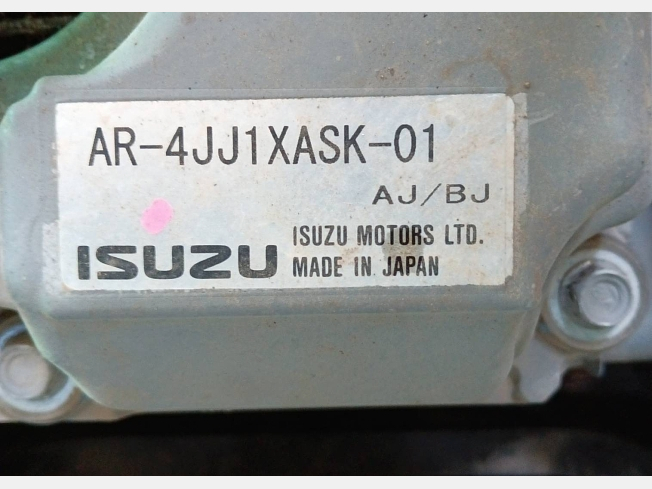 AR-4JJ1XASK-01
AJ/BJ
ISUZU ISUZU MOTORS LTD.
MADE IN JAPAN